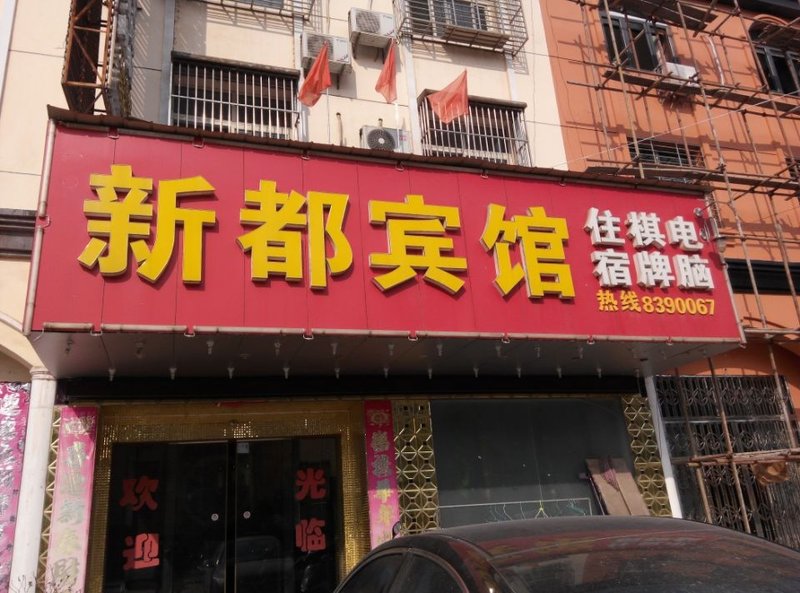 新都宾馆
住宿 棋牌 电脑
热线8390067
欢迎
光临